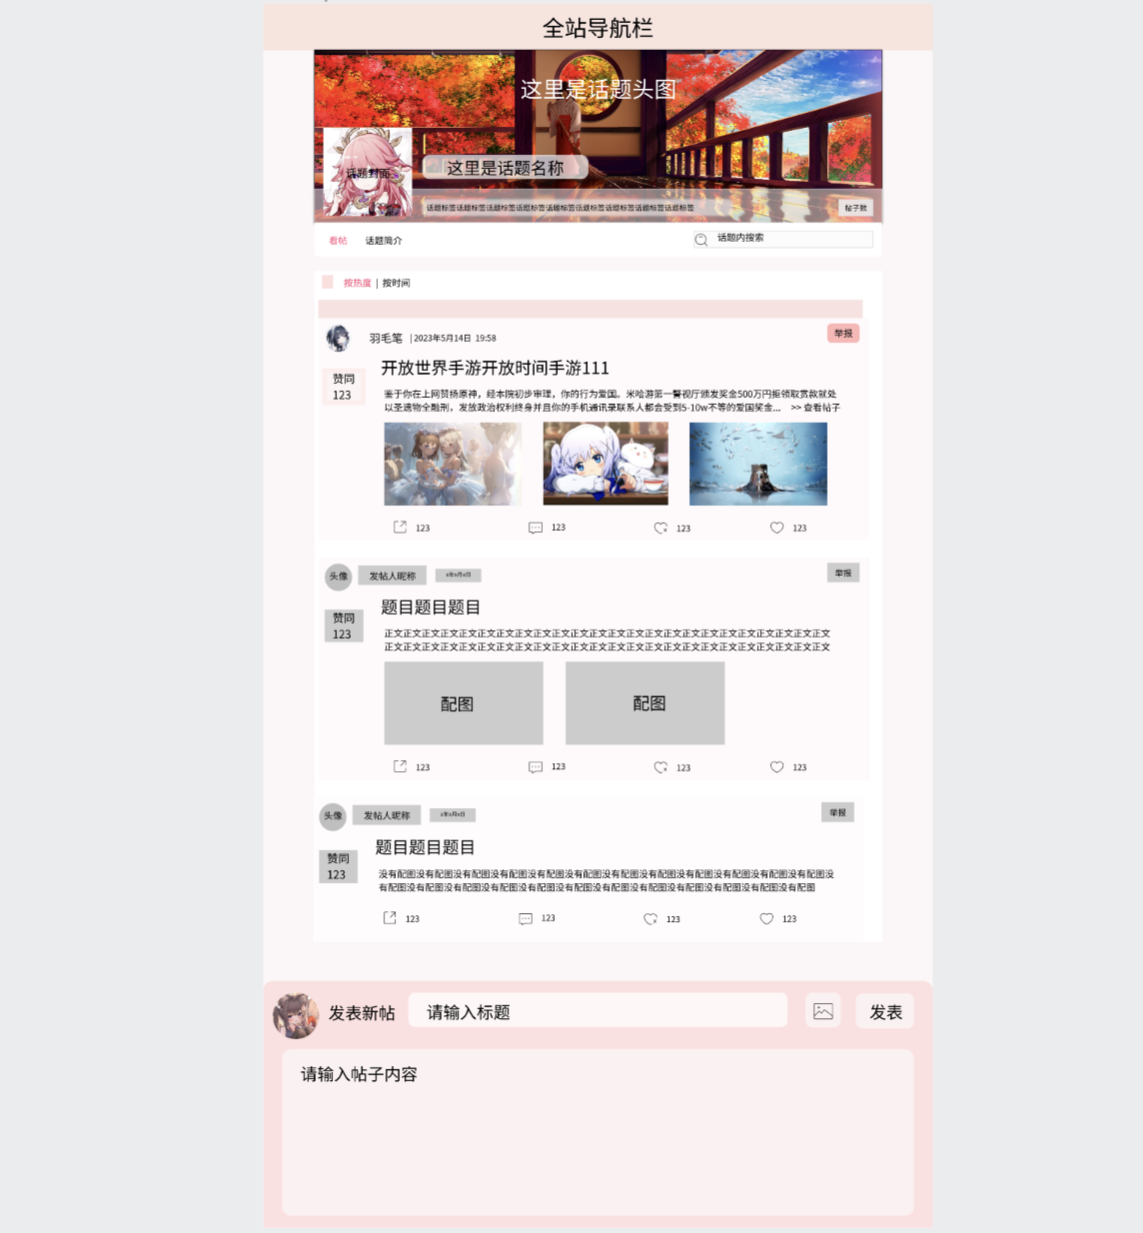 全站导航栏
这里是话题头图
话题封面
这里是话题名称
话题标签话题标签话题标签话题标签话题标签话题标签话题标签话题标签话题标签
帖子数
看帖
话题简介
话题内搜索
按热度 | 按时间
羽毛笔 | 2023年5月14日 19:58
举报
赞同
123
开放世界手游开放时间手游111
鉴于你在上网赞扬原神，经本院初步审理，你的行为爱国。米哈游第一警视厅颁发奖金500万円拒领取赏款就处
以圣遗物全融刑，发放政治权利终身并且你的手机通讯录联系人都会受到5-10w不等的爱国奖金... >> 查看帖子
123
123
123
123
头像
发帖人昵称
x年x月x日
举报
赞同
123
题目题目题目
正文正文正文正文正文正文正文正文正文正文正文正文正文正文正文正文正文正文正文正文正文正文正文正文
正文正文正文正文正文正文正文正文正文正文正文正文正文正文正文正文正文正文正文正文正文正文正文正文
配图
配图
123
123
123
123
头像
发帖人昵称
x年x月x日
举报
赞同
123
题目题目题目
没有配图没有配图没有配图没有配图没有配图没有配图没有配图没有配图没有配图没有配图没有配图没有配图没
有配图没有配图没有配图没有配图没有配图没有配图没有配图没有配图没有配图没有配图没有配图没有配图
123
123
123
123
发表新帖
请输入标题
发表
请输入帖子内容